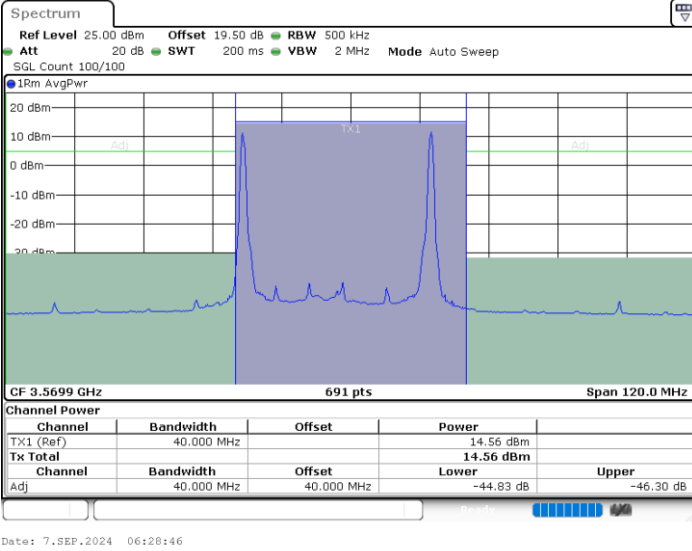 Spectrum
Ref Level 25.00 dBm Offset 19.50 dB RBW 500 kHz
Att 20 dB SWT 200 ms VBW 2 MHz Mode Auto Sweep
SGL Count 100/100
1Rm AvgPwr
20 dBm
TX1
10 dBm
Adj Adj
0 dBm
-10 dBm
-20 dBm
-30 dBm
CF 3.5699 GHz 691 pts Span 120.0 MHz
Channel Power
Channel Bandwidth Offset Power
TX1 (Ref) 40.000 MHz 14.56 dBm
Tx Total 14.56 dBm
Channel Bandwidth Offset Lower Upper
Adj 40.000 MHz 40.000 MHz -44.83 dB -46.30 dB
Ready
Date: 7.SEP.2024 06:28:46